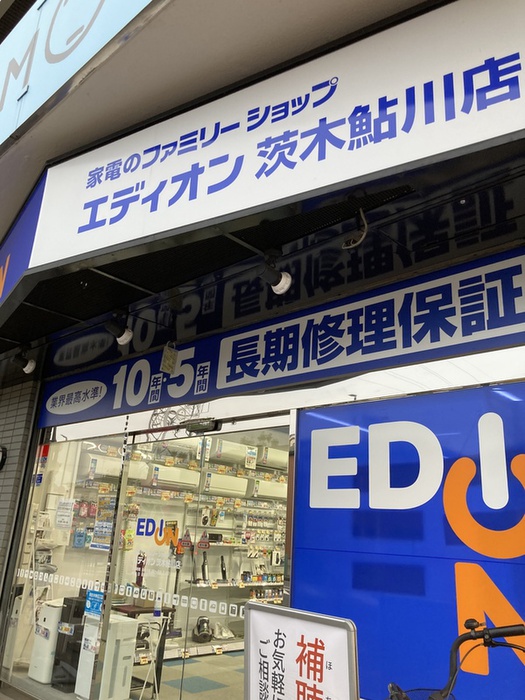 家電のファミリーショップ
エディオン 茨木鮎川店
業界最高水準!
10年間・5年間 長期修理保証
EDI
N
EDION
補
お気軽に
ご相談